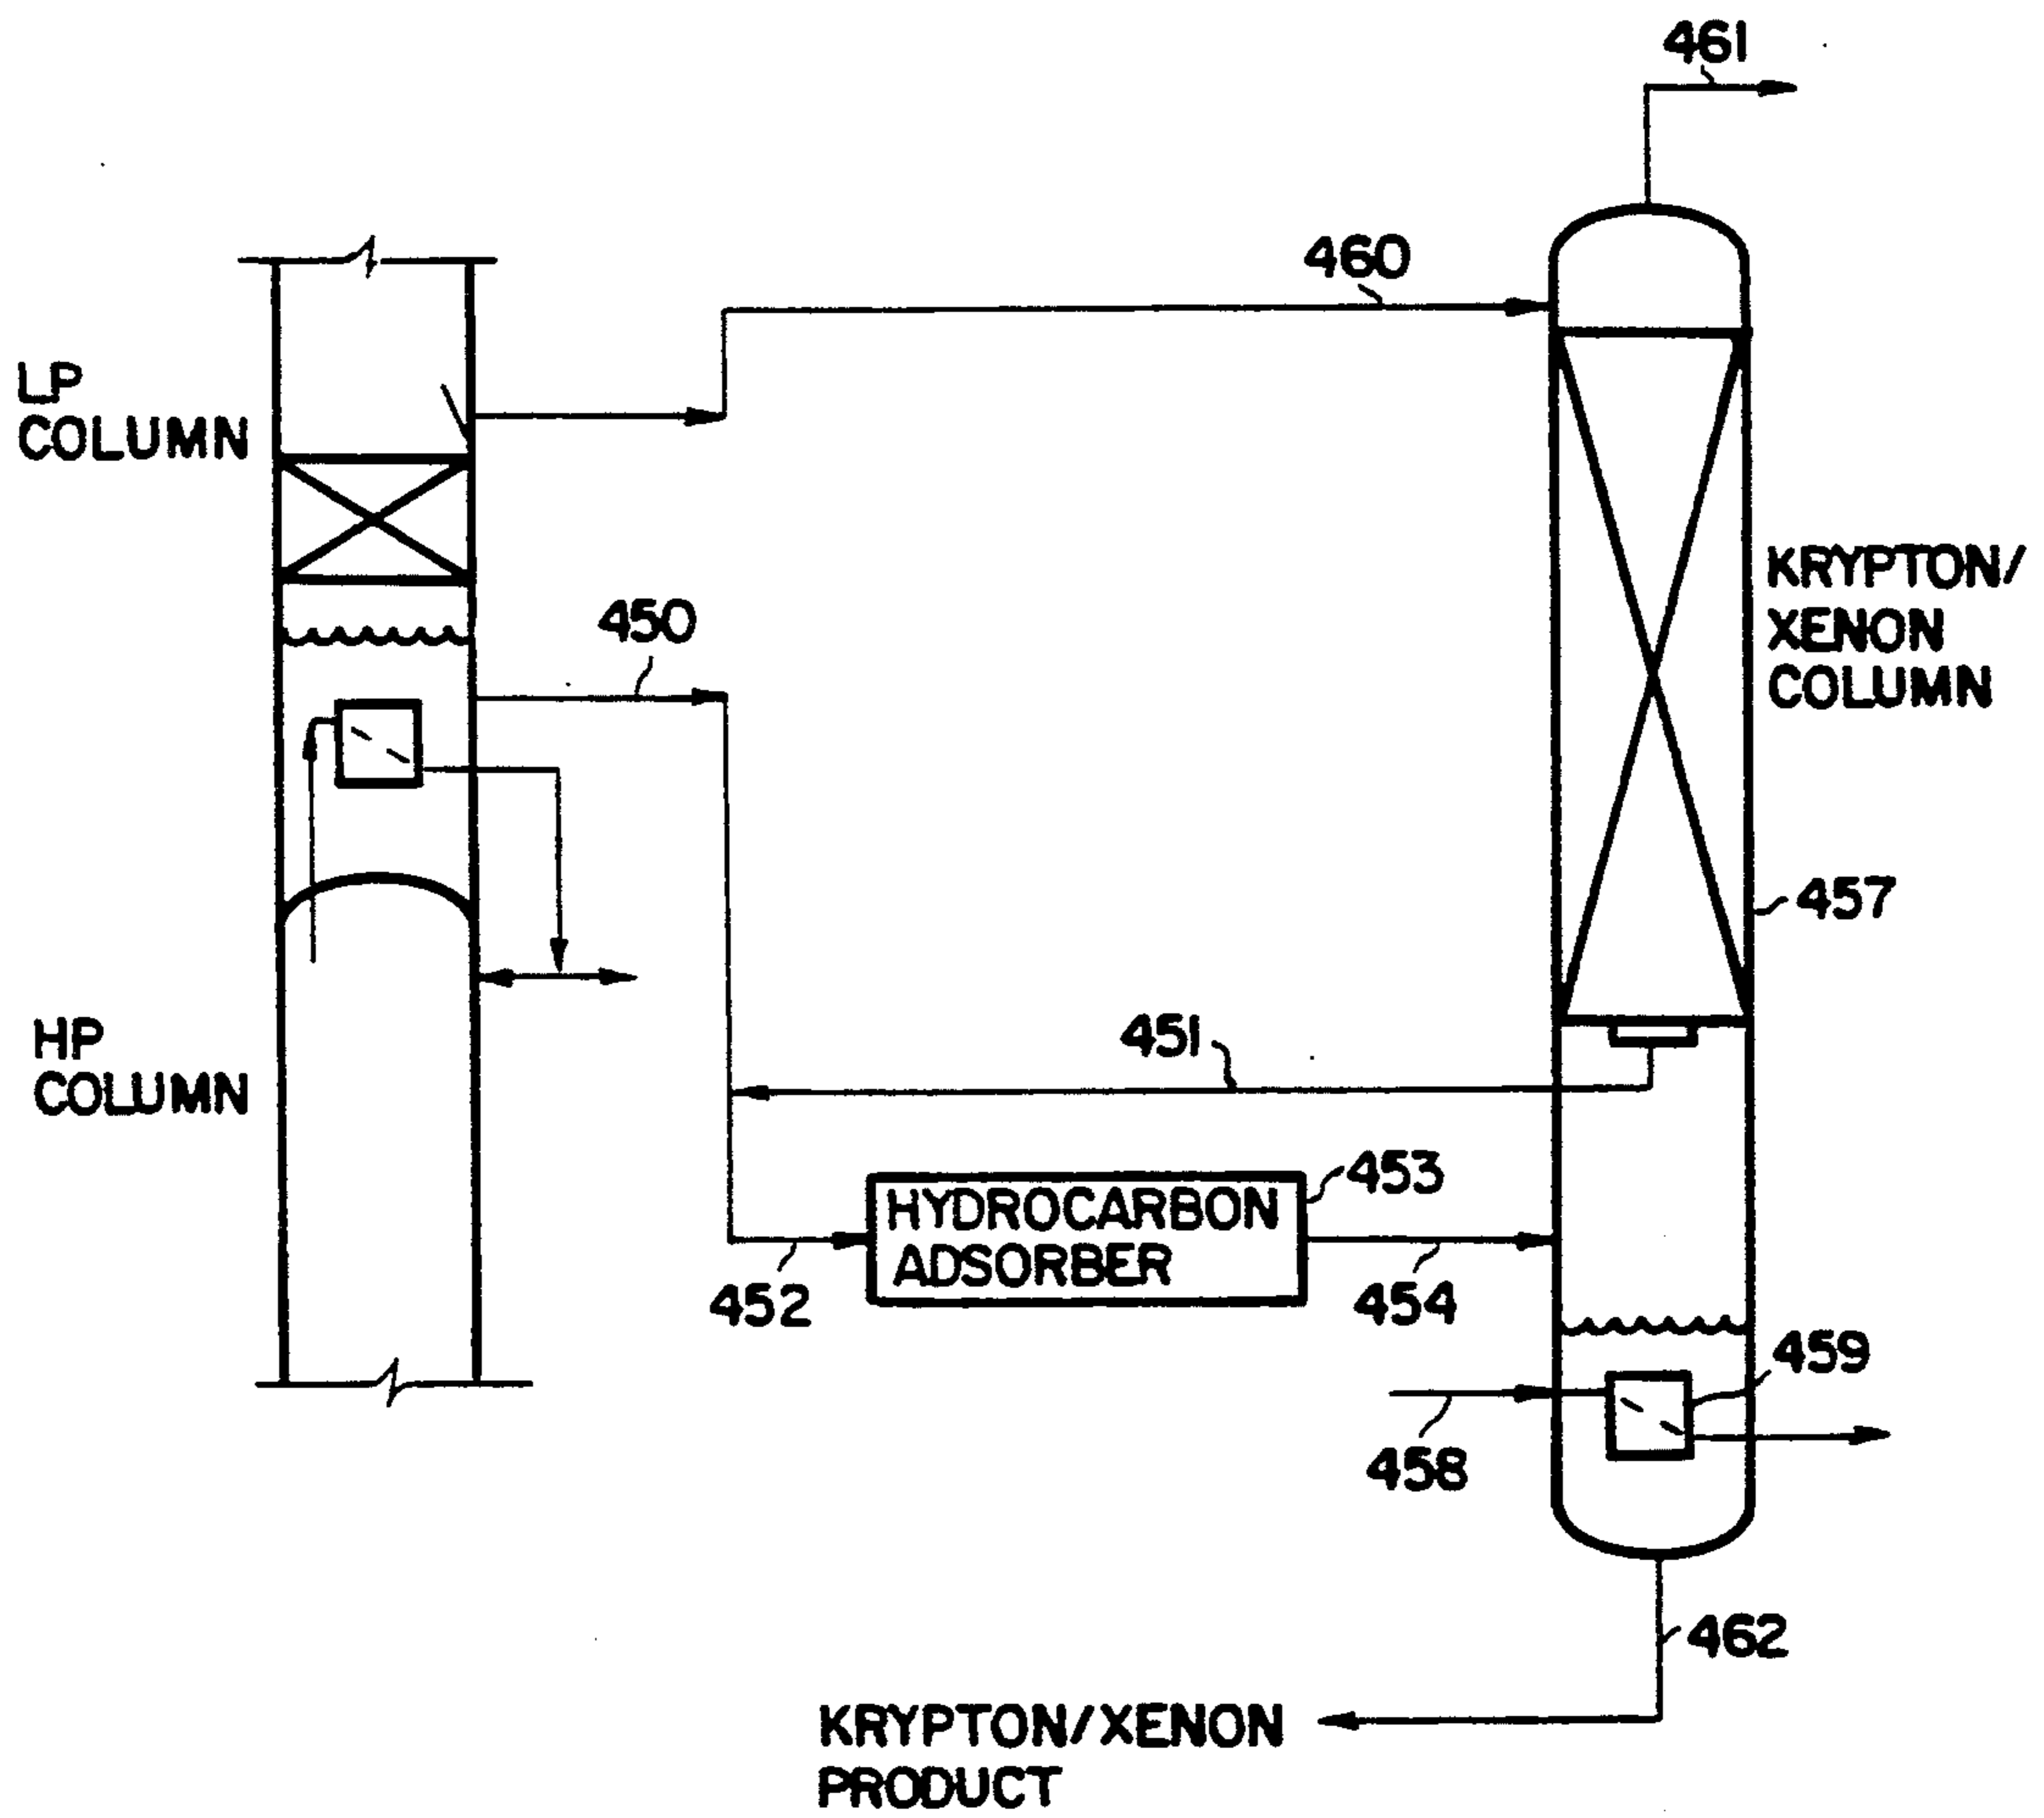 461
460
LP
COLUMN
450
KRYPTON/
XENON
COLUMN
457
451
HP
COLUMN
453
HYDROCARBON
ADSORBER
452
454
459
458
462
KRYPTON/XENON
PRODUCT